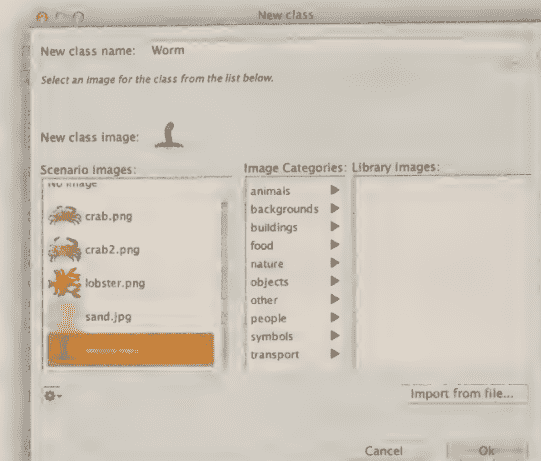 New class
New class name: Worm
Select an image for the class from the list below.
New class image:
Scenario images:
No image
crab.png
crab2.png
lobster.png
sand.jpg
Image Categories:
animals
backgrounds
buildings
food
nature
objects
other
people
symbols
transport
Library Images:
Import from file...
Cancel
Ok